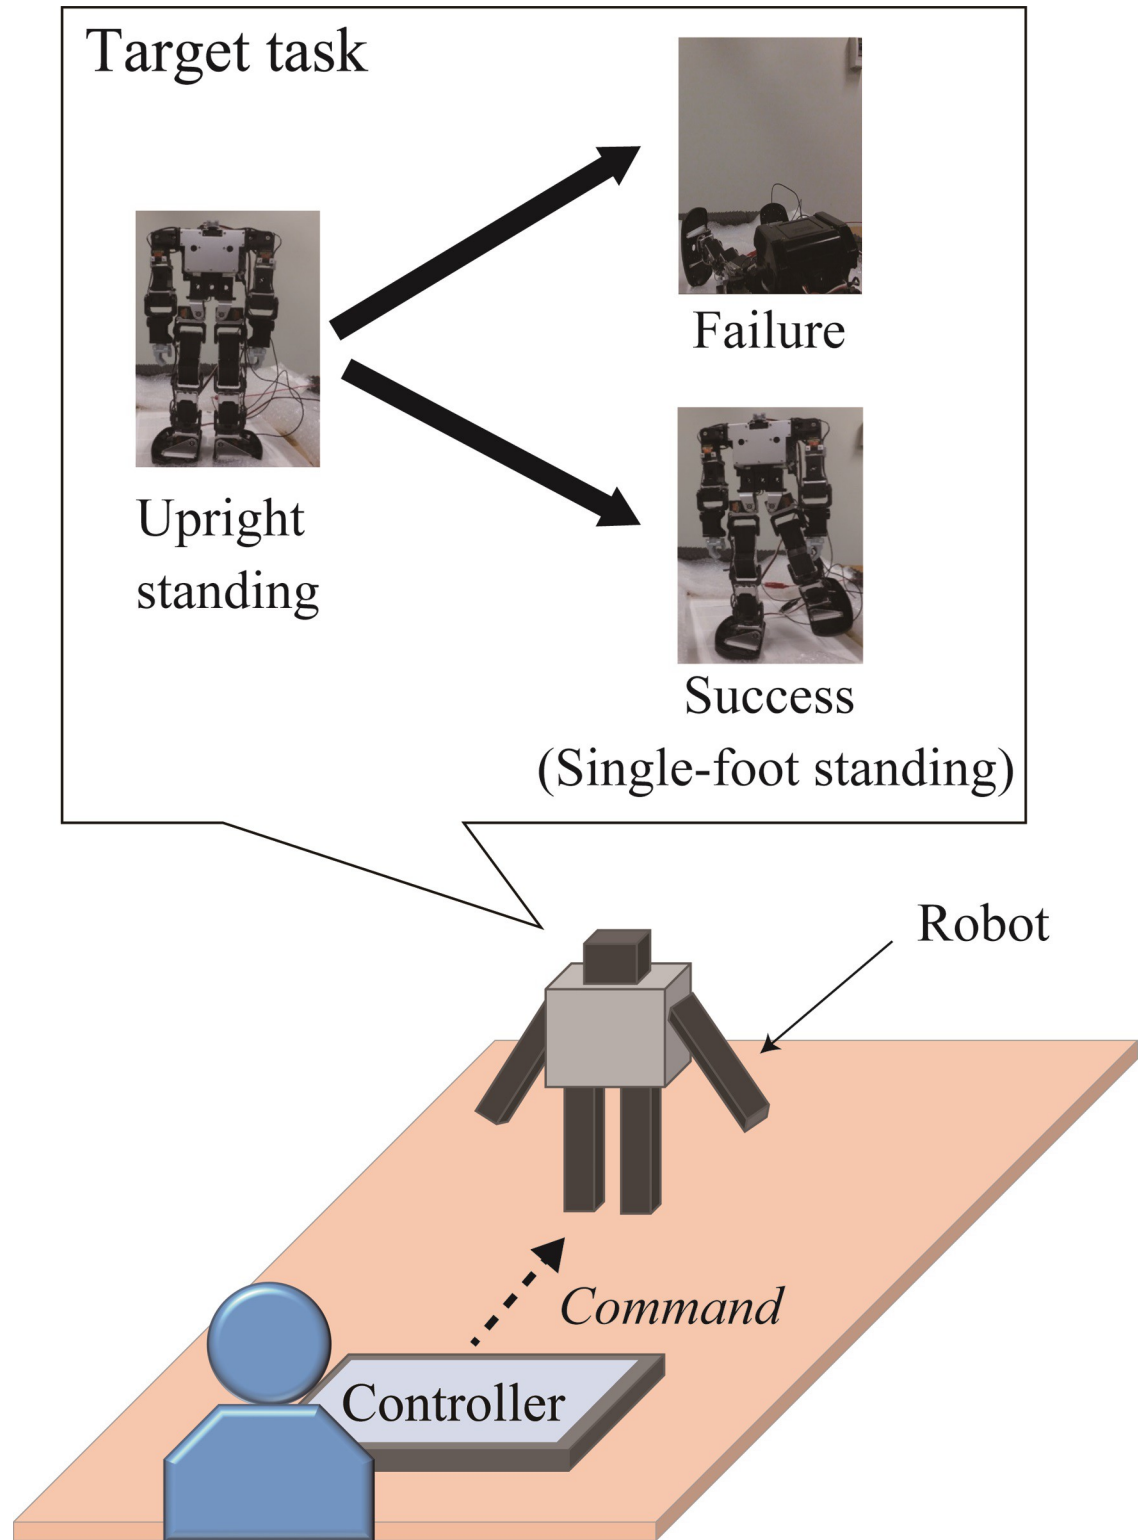 Target task
Failure
Upright
standing
Success
(Single-foot standing)
Robot
Command
Controller